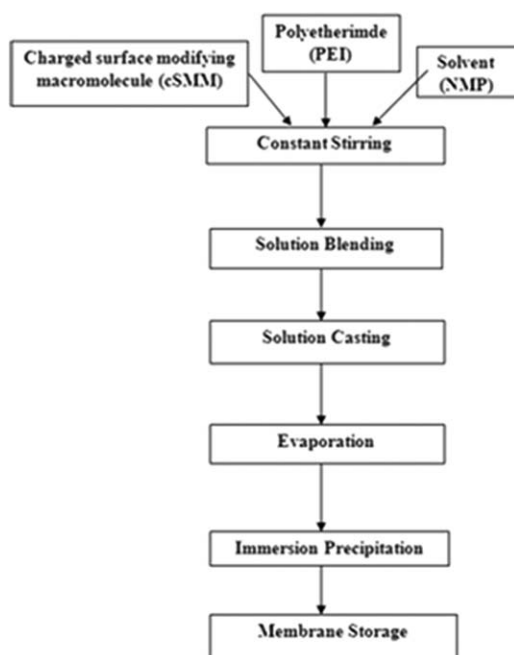 Charged surface modifying
macromolecule (cSMM)
Polyetherimde
(PEI)
Solvent
(NMP)
Constant Stirring
Solution Blending
Solution Casting
Evaporation
Immersion Precipitation
Membrane Storage